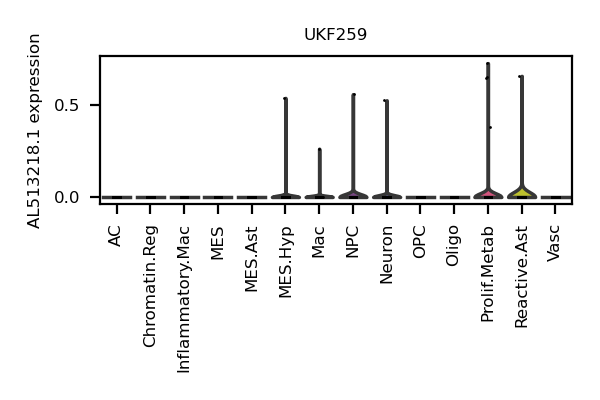 UKF259
AL513218.1 expression
0.5
0.0
AC
Chromatin.Reg
Inflammatory.Mac
MES
MES.Ast
MES.Hyp
Mac
NPC
Neuron
OPC
Oligo
Prolif.Metab
Reactive.Ast
Vasc